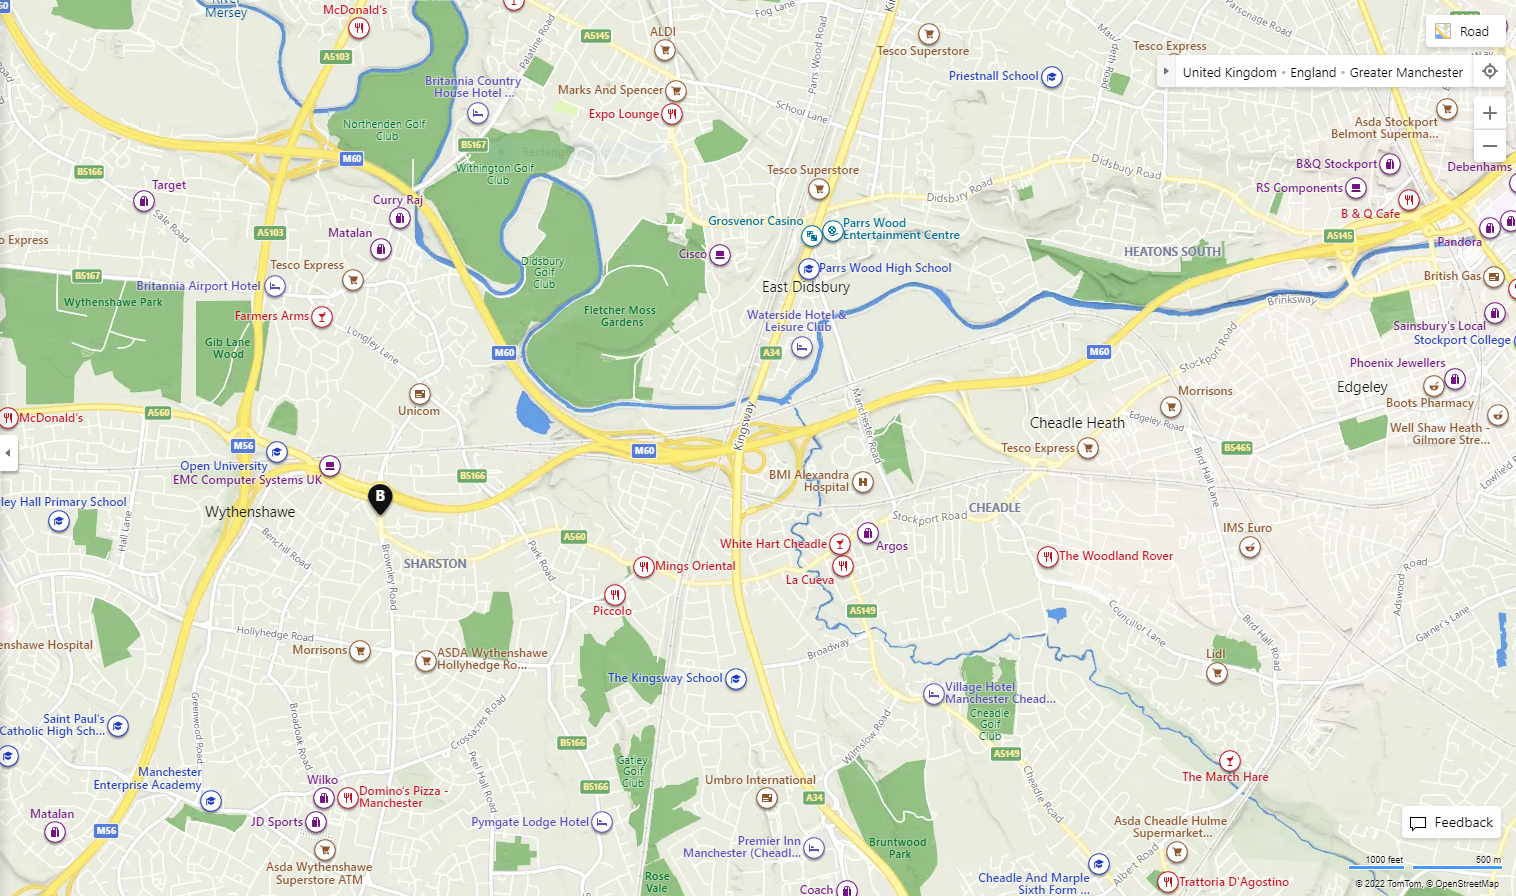 River
Mersey
McDonald's
A5103
Palatine Road
A5145
ALDI
Parrs Wood Road
Fog Lane
Tesco Superstore
Mauldeth Road
Parsonage Road
Tesco Express
Road
United Kingdom • England • Greater Manchester
Britannia Country
House Hotel ...
Marks And Spencer
Expo Lounge
School Lane
Priestnall School
Asda Stockport
Belmont Superma...
Northenden Golf
Club
B5167
M60
Withington Golf
Club
Tesco Superstore
Didsbury Road
B&Q Stockport
Debenhams
B5166
Target
Sale Road
Curry Raj
RS Components
B & Q Cafe
Didsbury Road
o Express
A5103
Matalan
Grosvenor Casino
Parrs Wood
Entertainment Centre
A5145
Pandora
Tesco Express
Cisco
HEATONS SOUTH
B5167
Britannia Airport Hotel
Didsbury
Golf
Club
Parrs Wood High School
British Gas
East Didsbury
Wythenshawe Park
Farmers Arms
Fletcher Moss
Gardens
Waterside Hotel &
Leisure Club
Brinksway
Sainsbury's Local
Stockport College
Gib Lane
Wood
Longley Lane
M60
A34
M60
Stockport Road
Phoenix Jewellers
Unicom
Manchester Road
Morrisons
Edgeley
Boots Pharmacy
McDonald's
A560
Kingsway
Cheadle Heath
Edgeley Road
Well Shaw Heath -
Gilmore Stre...
M56
M60
Tesco Express
B5465
Open University
EMC Computer Systems UK
B5166
BMI Alexandra
Hospital
Bird Hall Lane
Lowfield Road
ley Hall Primary School
B
Wythenshawe
Hall Lane
Stockport Road
CHEADLE
IMS Euro
Benchill Road
A560
White Hart Cheadle
Argos
The Woodland Rover
Brownley Road
SHARSTON
Park Road
Mings Oriental
La Cueva
Adswood Road
Piccolo
A5149
Councillor Lane
Garner's Lane
Hollyhedge Road
Bird Hall Road
enshawe Hospital
Morrisons
ASDA Wythenshawe
Hollyhedge Ro...
Broadway
Lidl
The Kingsway School
Village Hotel
Manchester Chead...
Greenwood Road
Broadoak Road
Crossacres Road
Saint Paul's
Catholic High Sch...
Cheadle
Golf
Club
Wilmslow Road
B5166
Peel Hall Road
A5149
Gatley
Golf
Club
The March Hare
Manchester
Enterprise Academy
Wilko
Domino's Pizza -
Manchester
B5166
Umbro International
A34
Cheadle Road
Matalan
M56
JD Sports
Pymgate Lodge Hotel
Asda Cheadle Hulme
Supermarket...
Feedback
Asda Wythenshawe
Superstore ATM
Premier Inn
Manchester (Cheadl...
Bruntwood
Park
Albert Road
1000 feet
500 m
Rose
Vale
Coach
Cheadle And Marple
Sixth Form ...
Trattoria D'Agostino
© 2022 TomTom, © OpenStreetMap